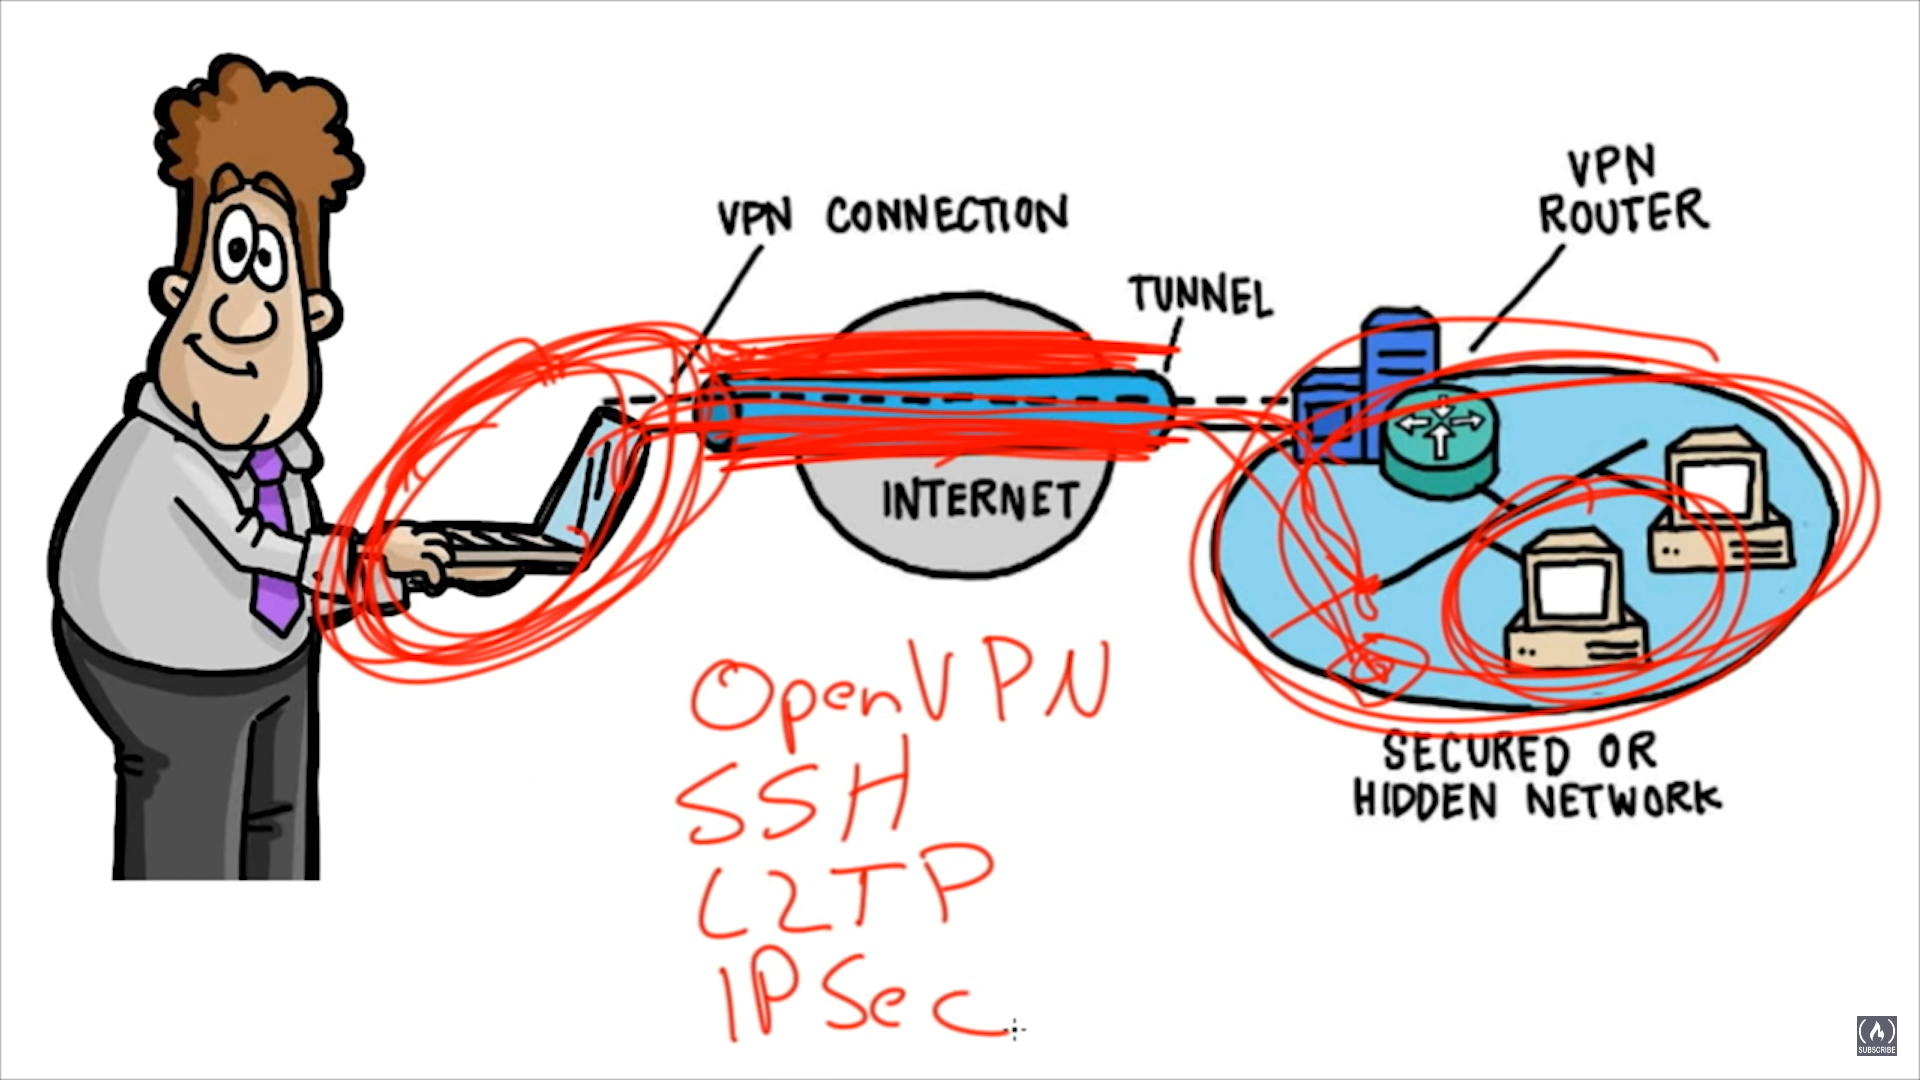 VPN CONNECTION
VPN
ROUTER
TUNNEL
INTERNET
OpenVPN
SSH
L2TP
IPSec
SECURED OR
HIDDEN NETWORK
SUBSCRIBE